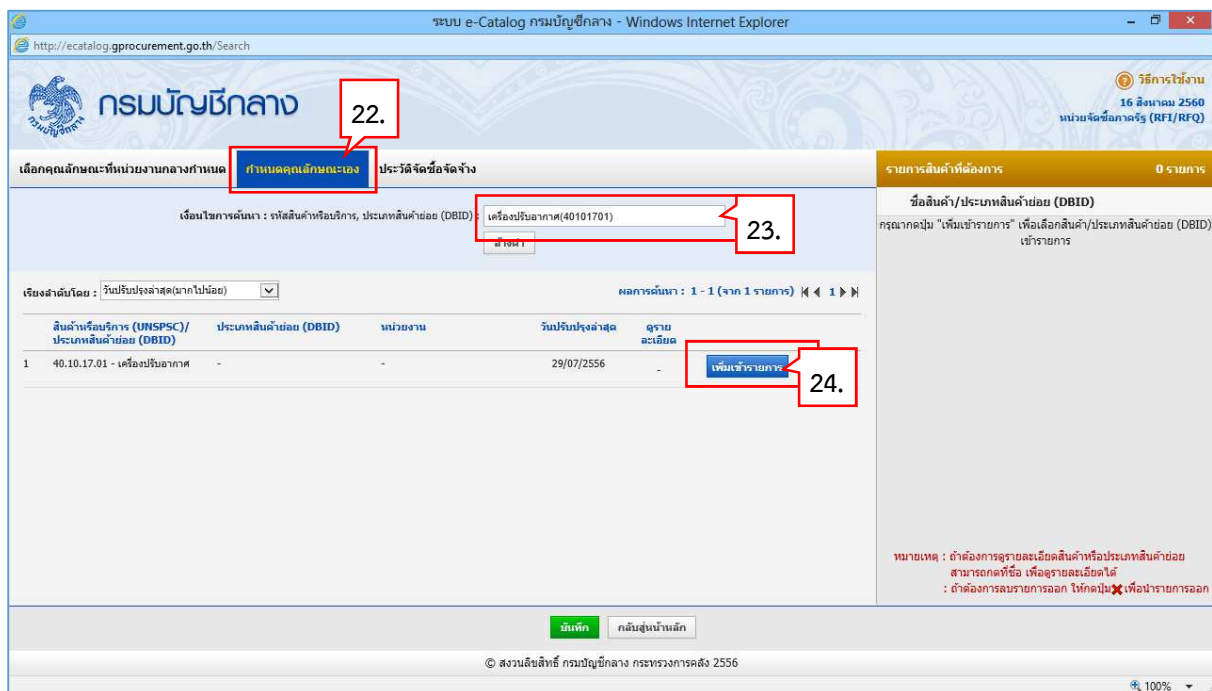 ระบบ e-Catalog กรมบัญชีกลาง - Windows Internet Explorer
http://ecatalog.gprocurement.go.th/Search
กรมบัญชีกลาง
กรมบัญชีกลาง
วิธีการใช้งาน
16 สิงหาคม 2560
หน่วยจัดซื้อภาครัฐ (RFI/RFQ)
22.
เลือกคุณลักษณะที่หน่วยงานกลางกำหนด กำหนดคุณลักษณะเอง ประวัติจัดซื้อจัดจ้าง
รายการสินค้าที่ต้องการ 0 รายการ
เงื่อนไขการค้นหา : รหัสสินค้าหรือบริการ, ประเภทสินค้าย่อย (DBID) : เครื่องปรับอากาศ(40101701)
23.
ล้างค่า
ชื่อสินค้า/ประเภทสินค้าย่อย (DBID)
กรุณากดปุ่ม "เพิ่มเข้ารายการ" เพื่อเลือกสินค้า/ประเภทสินค้าย่อย (DBID)
เข้ารายการ
เรียงลำดับโดย : วันปรับปรุงล่าสุด(มากไปน้อย)
ผลการค้นหา : 1 - 1 (จาก 1 รายการ) 1
สินค้าหรือบริการ (UNSPSC)/ ประเภทสินค้าย่อย (DBID) หน่วยงาน วันปรับปรุงล่าสุด ดูราย
ประเภทสินค้าย่อย (DBID) ละเอียด
1 40.10.17.01 - เครื่องปรับอากาศ - - 29/07/2556 - เพิ่มเข้ารายการ
24.
หมายเหตุ : ถ้าต้องการดูรายละเอียดสินค้าหรือประเภทสินค้าย่อย
สามารถกดที่ชื่อ เพื่อดูรายละเอียดได้
: ถ้าต้องการลบรายการออก ให้กดปุ่ม เพื่อนำรายการออก
บันทึก กลับสู่หน้าหลัก
© สงวนลิขสิทธิ์ กรมบัญชีกลาง กระทรวงการคลัง 2556
100%